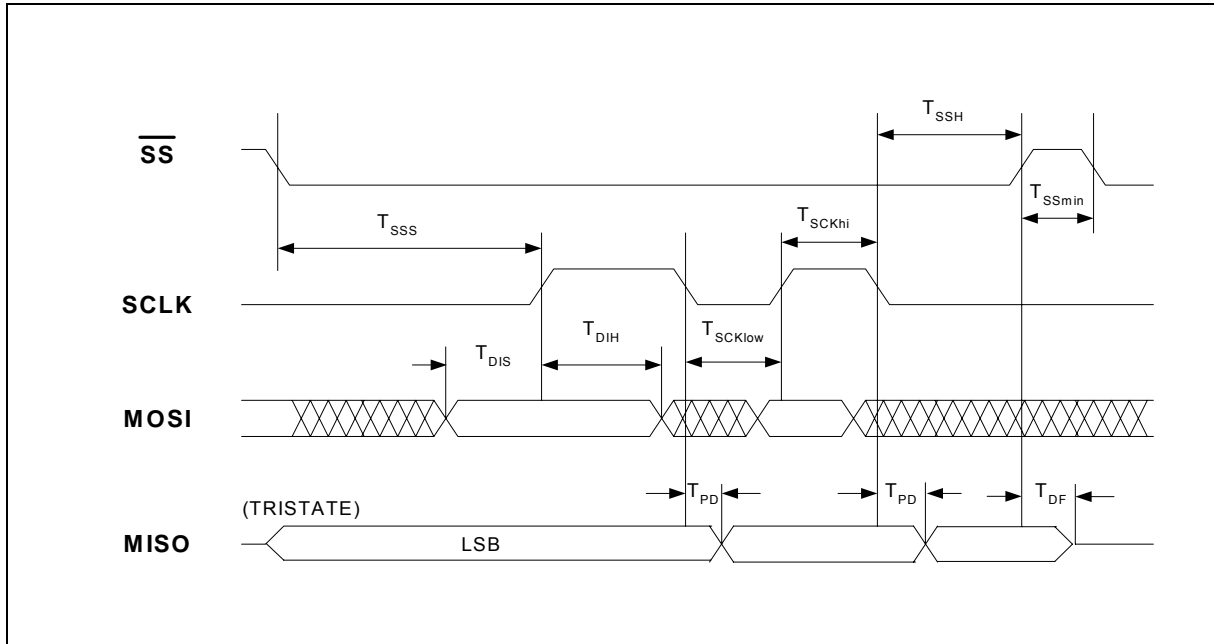 T_SSH
SS
T_SSmin
T_SSS
T_SCKhi
SCLK
T_DIS
T_DIH
T_SCKlow
MOSI
T_PD
T_PD
T_DF
(TRISTATE)
MISO
LSB